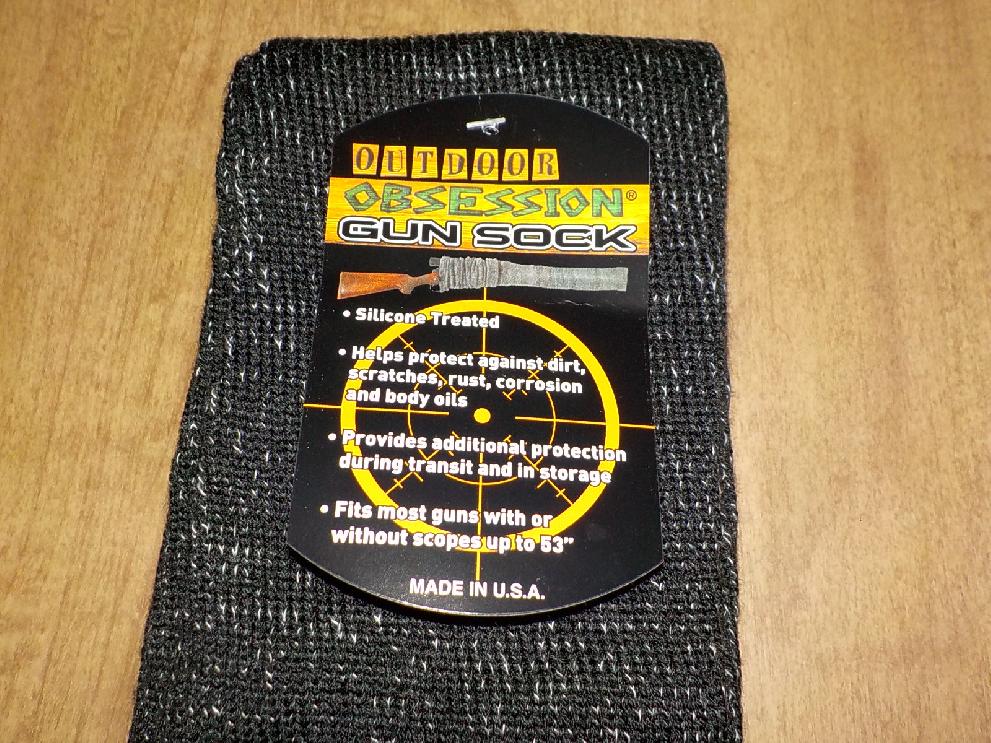 OUTDOOR
OBSESSION®
GUN SOCK
• Silicone Treated
• Helps protect against dirt,
scratches, rust, corrosion
and body oils
• Provides additional protection
during transit and in storage
• Fits most guns with or
without scopes up to 53"
MADE IN U.S.A.